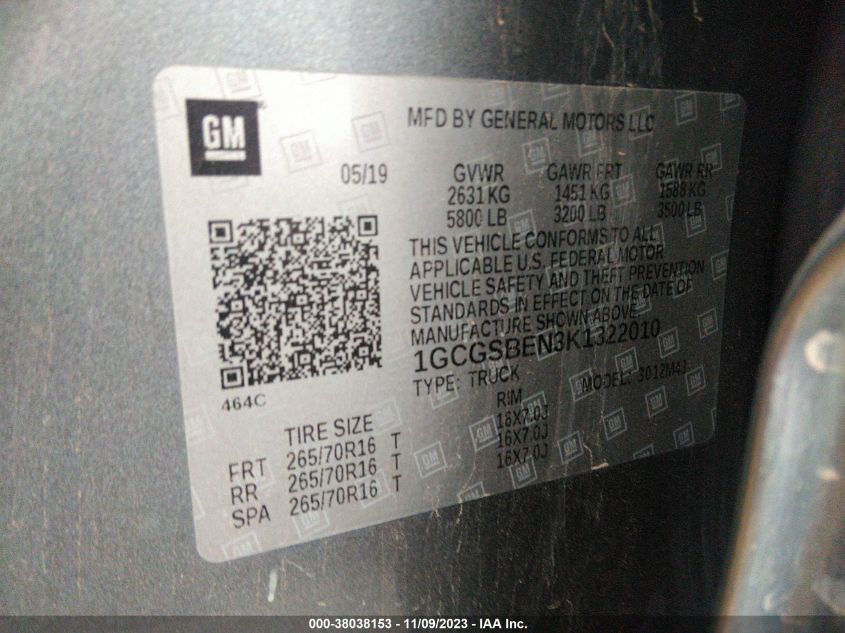 GM
MFD BY GENERAL MOTORS LLC
05/19
GVWR GAWR FRT GAWR RR
2631 KG 1451 KG 1588 KG
5800 LB 3200 LB 3500 LB
THIS VEHICLE CONFORMS TO ALL
APPLICABLE U.S. FEDERAL MOTOR
VEHICLE SAFETY AND THEFT PREVENTION
STANDARDS IN EFFECT ON THE DATE OF
MANUFACTURE SHOWN ABOVE
1GCGSBEN3K1322010
TYPE: TRUCK MODEL:
464C
TIRE SIZE RIM
FRT 265/70R16 T 16X7.0J
RR 265/70R16 T 16X7.0J
SPA 265/70R16 T 16X7.0J
000-38038153 - 11/09/2023 - IAA Inc.